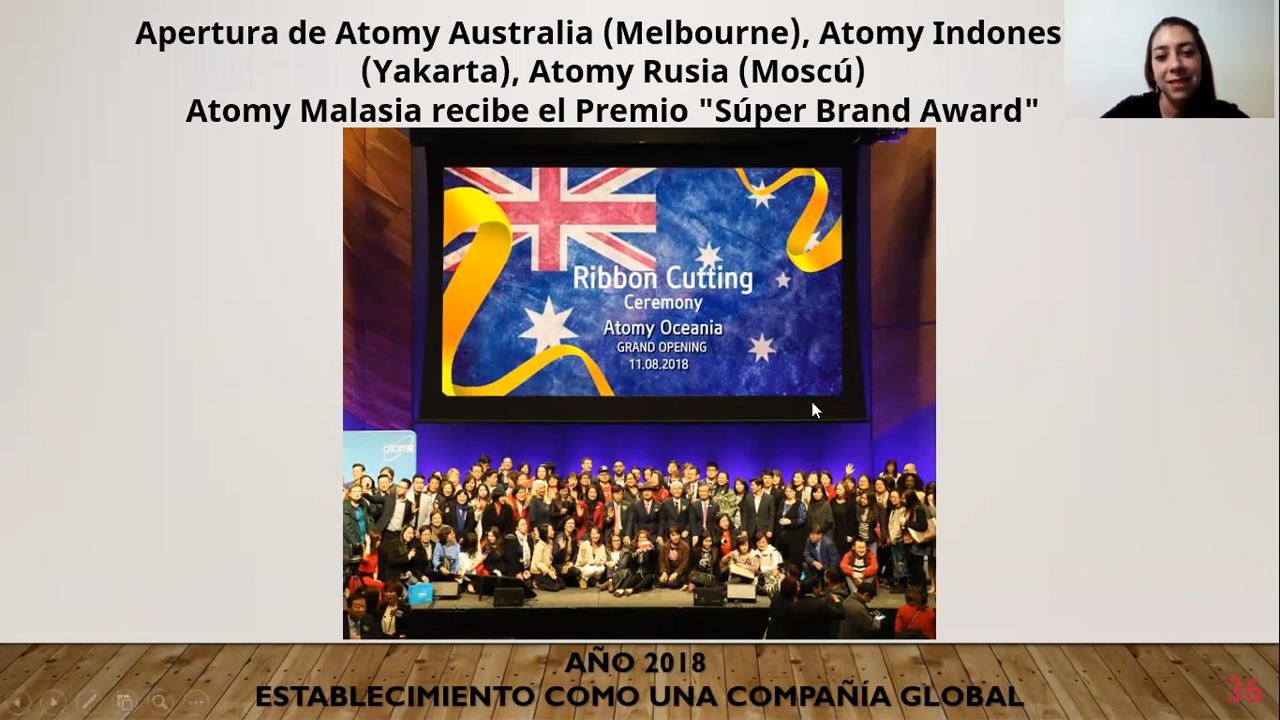 Apertura de Atomy Australia (Melbourne), Atomy Indones
(Yakarta), Atomy Rusia (Moscú)
Atomy Malasia recibe el Premio "Súper Brand Award"
Ribbon Cutting
Ceremony
Atomy Oceania
GRAND OPENING
11.08.2018
atomy
AÑO 2018
ESTABLECIMIENTO COMO UNA COMPAÑÍA GLOBAL
36